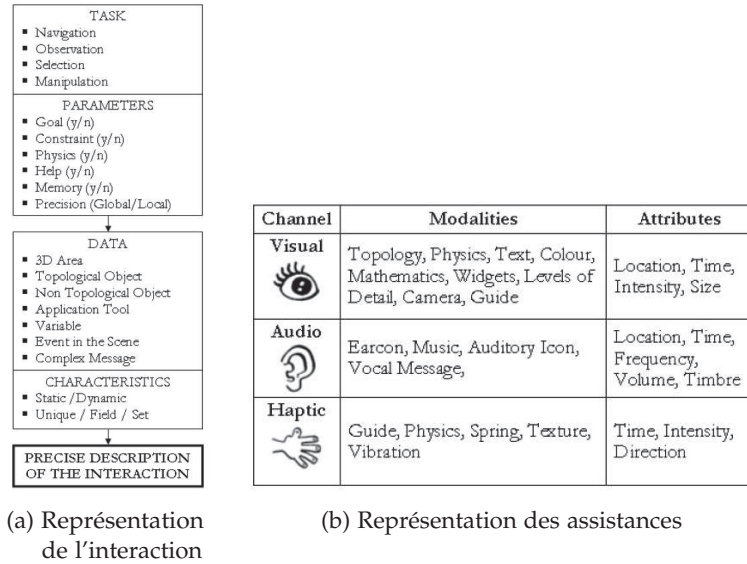 TASK
▪ Navigation
▪ Observation
▪ Selection
▪ Manipulation
PARAMETERS
▪ Goal (y/n)
▪ Constraint (y/n)
▪ Physics (y/n)
▪ Help (y/n)
▪ Memory (y/n)
▪ Precision (Global/Local)
DATA
▪ 3D Area
▪ Topological Object
▪ Non Topological Object
▪ Application Tool
▪ Variable
▪ Event in the Scene
▪ Complex Message
CHARACTERISTICS
▪ Static /Dynamic
▪ Unique / Field / Set
PRECISE DESCRIPTION
OF THE INTERACTION
(a) Représentation
de l'interaction
Channel Modalities Attributes
Visual
Topology, Physics, Text, Colour,
Mathematics, Widgets, Levels of
Detail, Camera, Guide
Location, Time,
Intensity, Size
Audio
Earcon, Music, Auditory Icon,
Vocal Message,
Location, Time,
Frequency,
Volume, Timbre
Haptic
Guide, Physics, Spring, Texture,
Vibration
Time, Intensity,
Direction
(b) Représentation des assistances